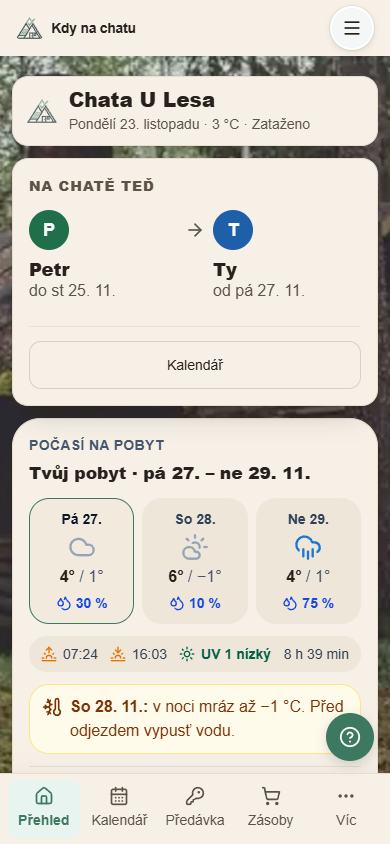 Kdy na chatu
Chata U Lesa
Pondělí 23. listopadu · 3 °C · Zataženo
NA CHATĚ TEĎ
P
T
Petr
Ty
do st 25. 11.
od pá 27. 11.
Kalendář
POČASÍ NA POBYT
Tvůj pobyt · pá 27. – ne 29. 11.
Pá 27.
So 28.
Ne 29.
4° / 1°
6° / −1°
4° / 1°
30 %
10 %
75 %
07:24
16:03
UV 1 nízký
8 h 39 min
So 28. 11.: v noci mráz až −1 °C. Před
odjezdem vypusť vodu.
Přehled
Kalendář
Předávka
Zásoby
Víc